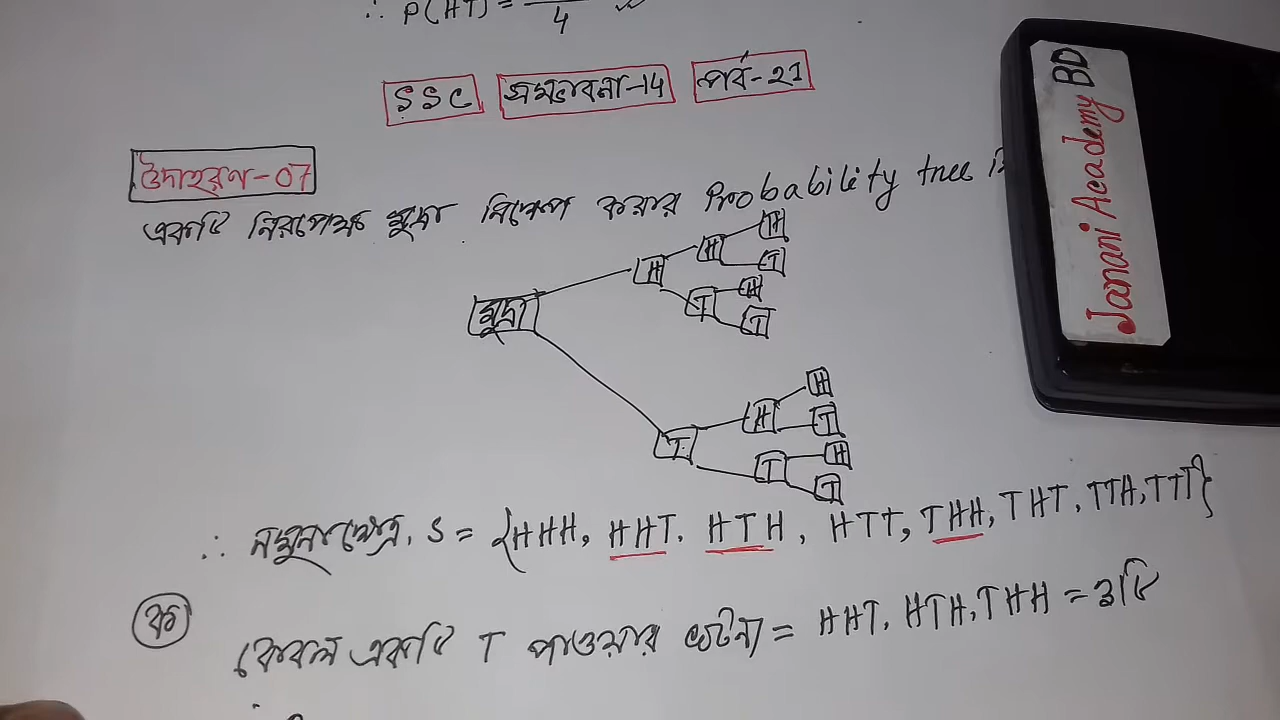 ∴ P(HT) = 4
SSC সম্ভাবনা-14 পর্ব-21
Janani Academy BD
উদাহরণ-07
একটি নিরপেক্ষ মুদ্রা নিক্ষেপ করার Probability tree
H
H
T
H
H
T
T
মুদ্রা
H
H
T
T
H
T
T
∴ নমুনাক্ষেত্র, S = {HHH, HHT, HTH, HTT, THH, THT, TTH, TTT}
ক
কেবল একটি T পাওয়ার ঘটনা = HHT, HTH, THH = 3টি